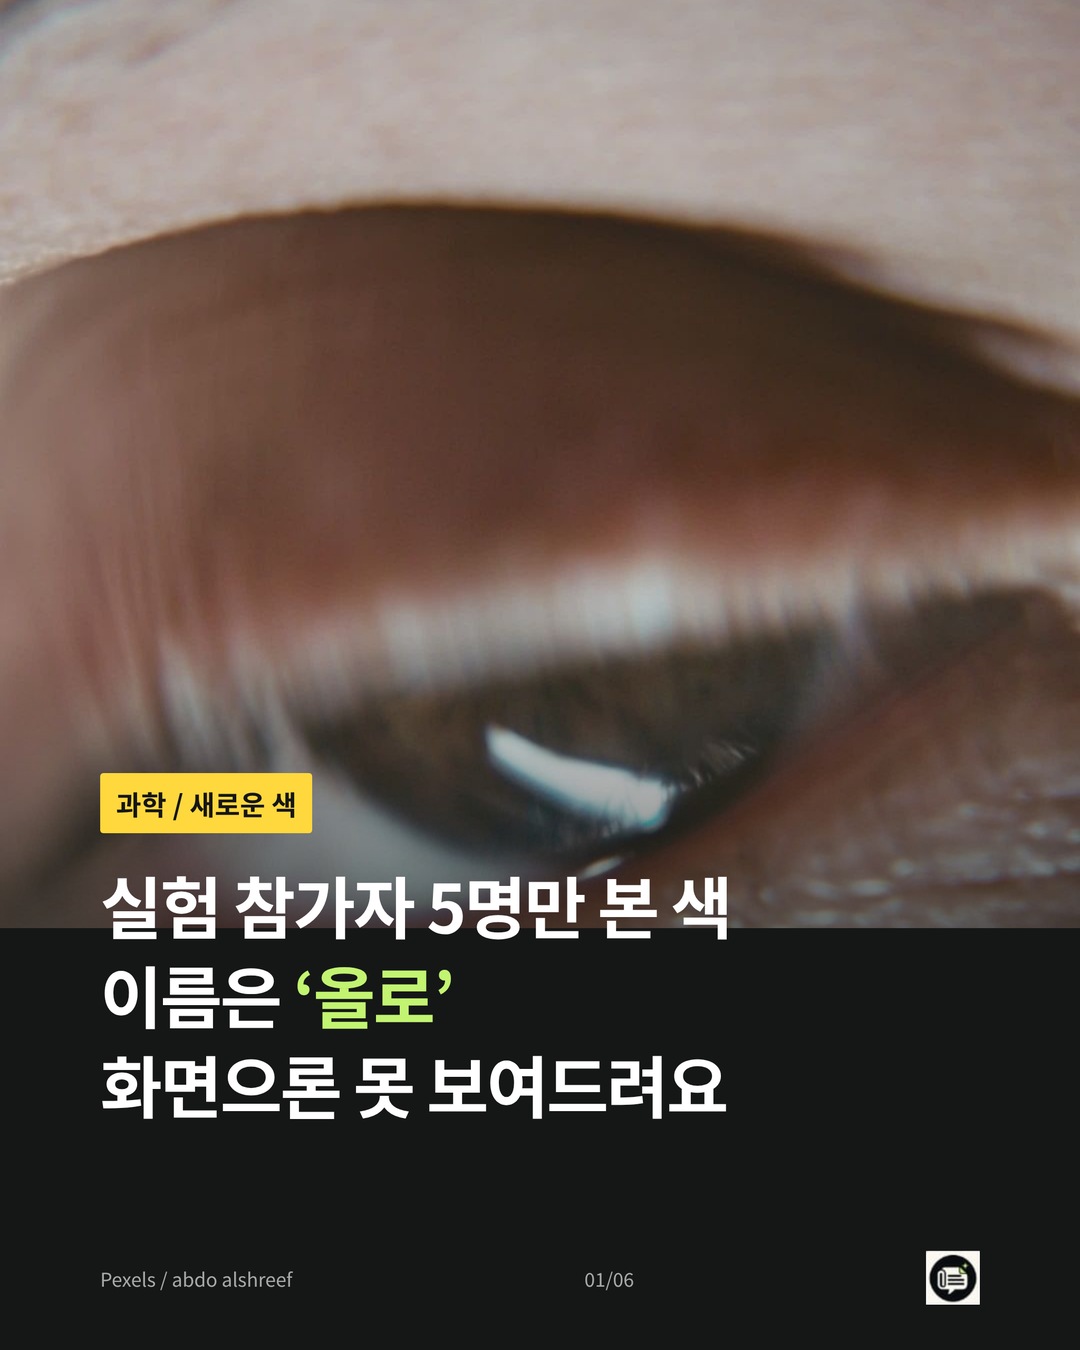 과학 / 새로운 색
실험 참가자 5명만 본 색
이름은 ‘올로’
화면으론 못 보여드려요
Pexels / abdo alshreef
01/06